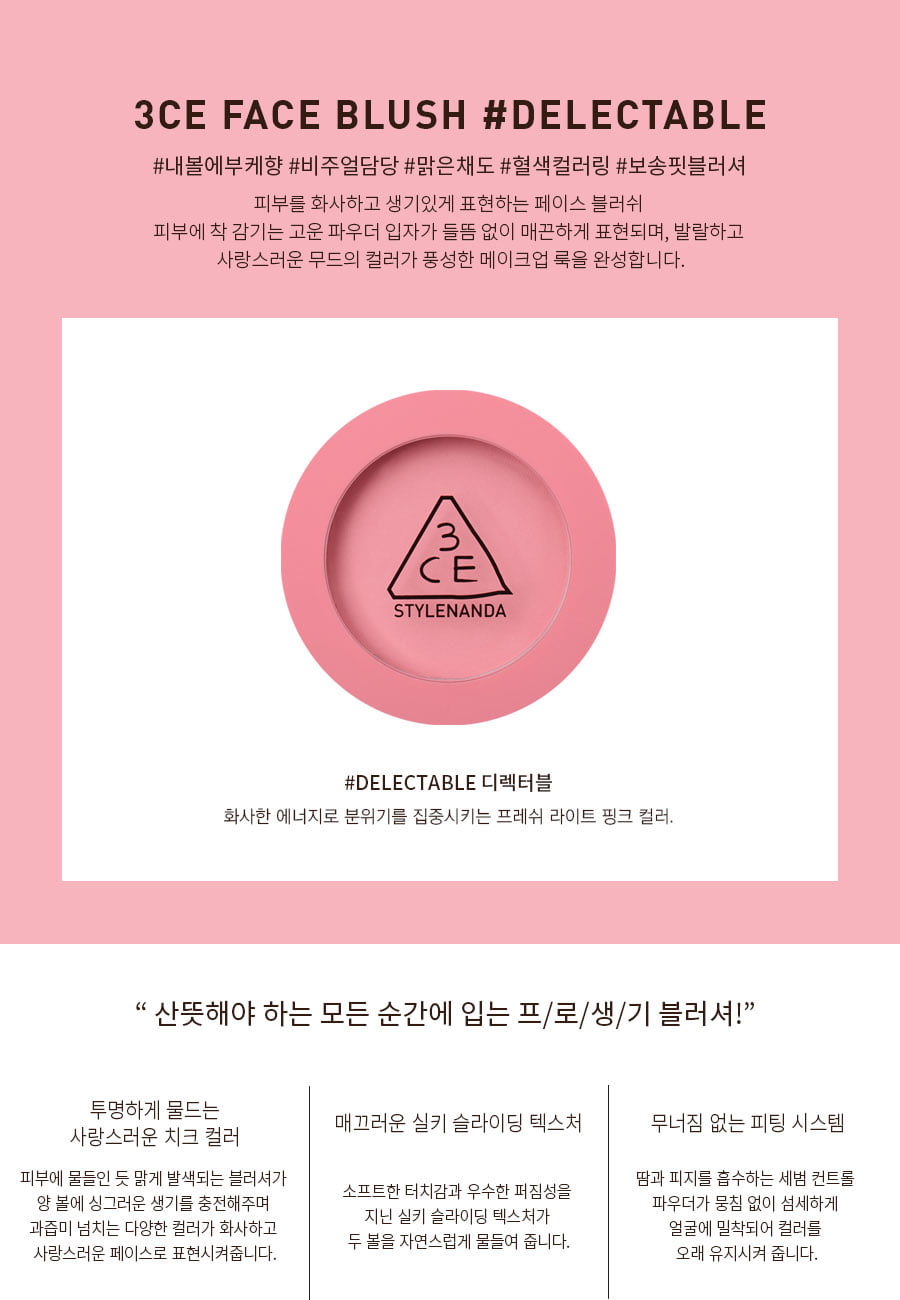 3CE FACE BLUSH #DELECTABLE
#내볼에부케향 #비주얼담당 #맑은채도 #혈색컬러링 #보송핏블러셔
피부를 화사하고 생기있게 표현하는 페이스 블러쉬
피부에 착 감기는 고운 파우더 입자가 들뜸 없이 매끈하게 표현되며, 발랄하고
사랑스러운 무드의 컬러가 풍성한 메이크업 룩을 완성합니다.
3
CE
STYLENANDA
#DELECTABLE 디렉터블
화사한 에너지로 분위기를 집중시키는 프레쉬 라이트 핑크 컬러.
“ 산뜻해야 하는 모든 순간에 입는 프/로/생/기 블러셔!”
투명하게 물드는
사랑스러운 치크 컬러
피부에 물들인 듯 맑게 발색되는 블러셔가
양 볼에 싱그러운 생기를 충전해주며
과즙미 넘치는 다양한 컬러가 화사하고
사랑스러운 페이스로 표현시켜줍니다.
매끄러운 실키 슬라이딩 텍스처
소프트한 터치감과 우수한 퍼짐성을
지닌 실키 슬라이딩 텍스처가
두 볼을 자연스럽게 물들여 줍니다.
무너짐 없는 피팅 시스템
땀과 피지를 흡수하는 세범 컨트롤
파우더가 뭉침 없이 섬세하게
얼굴에 밀착되어 컬러를
오래 유지시켜 줍니다.